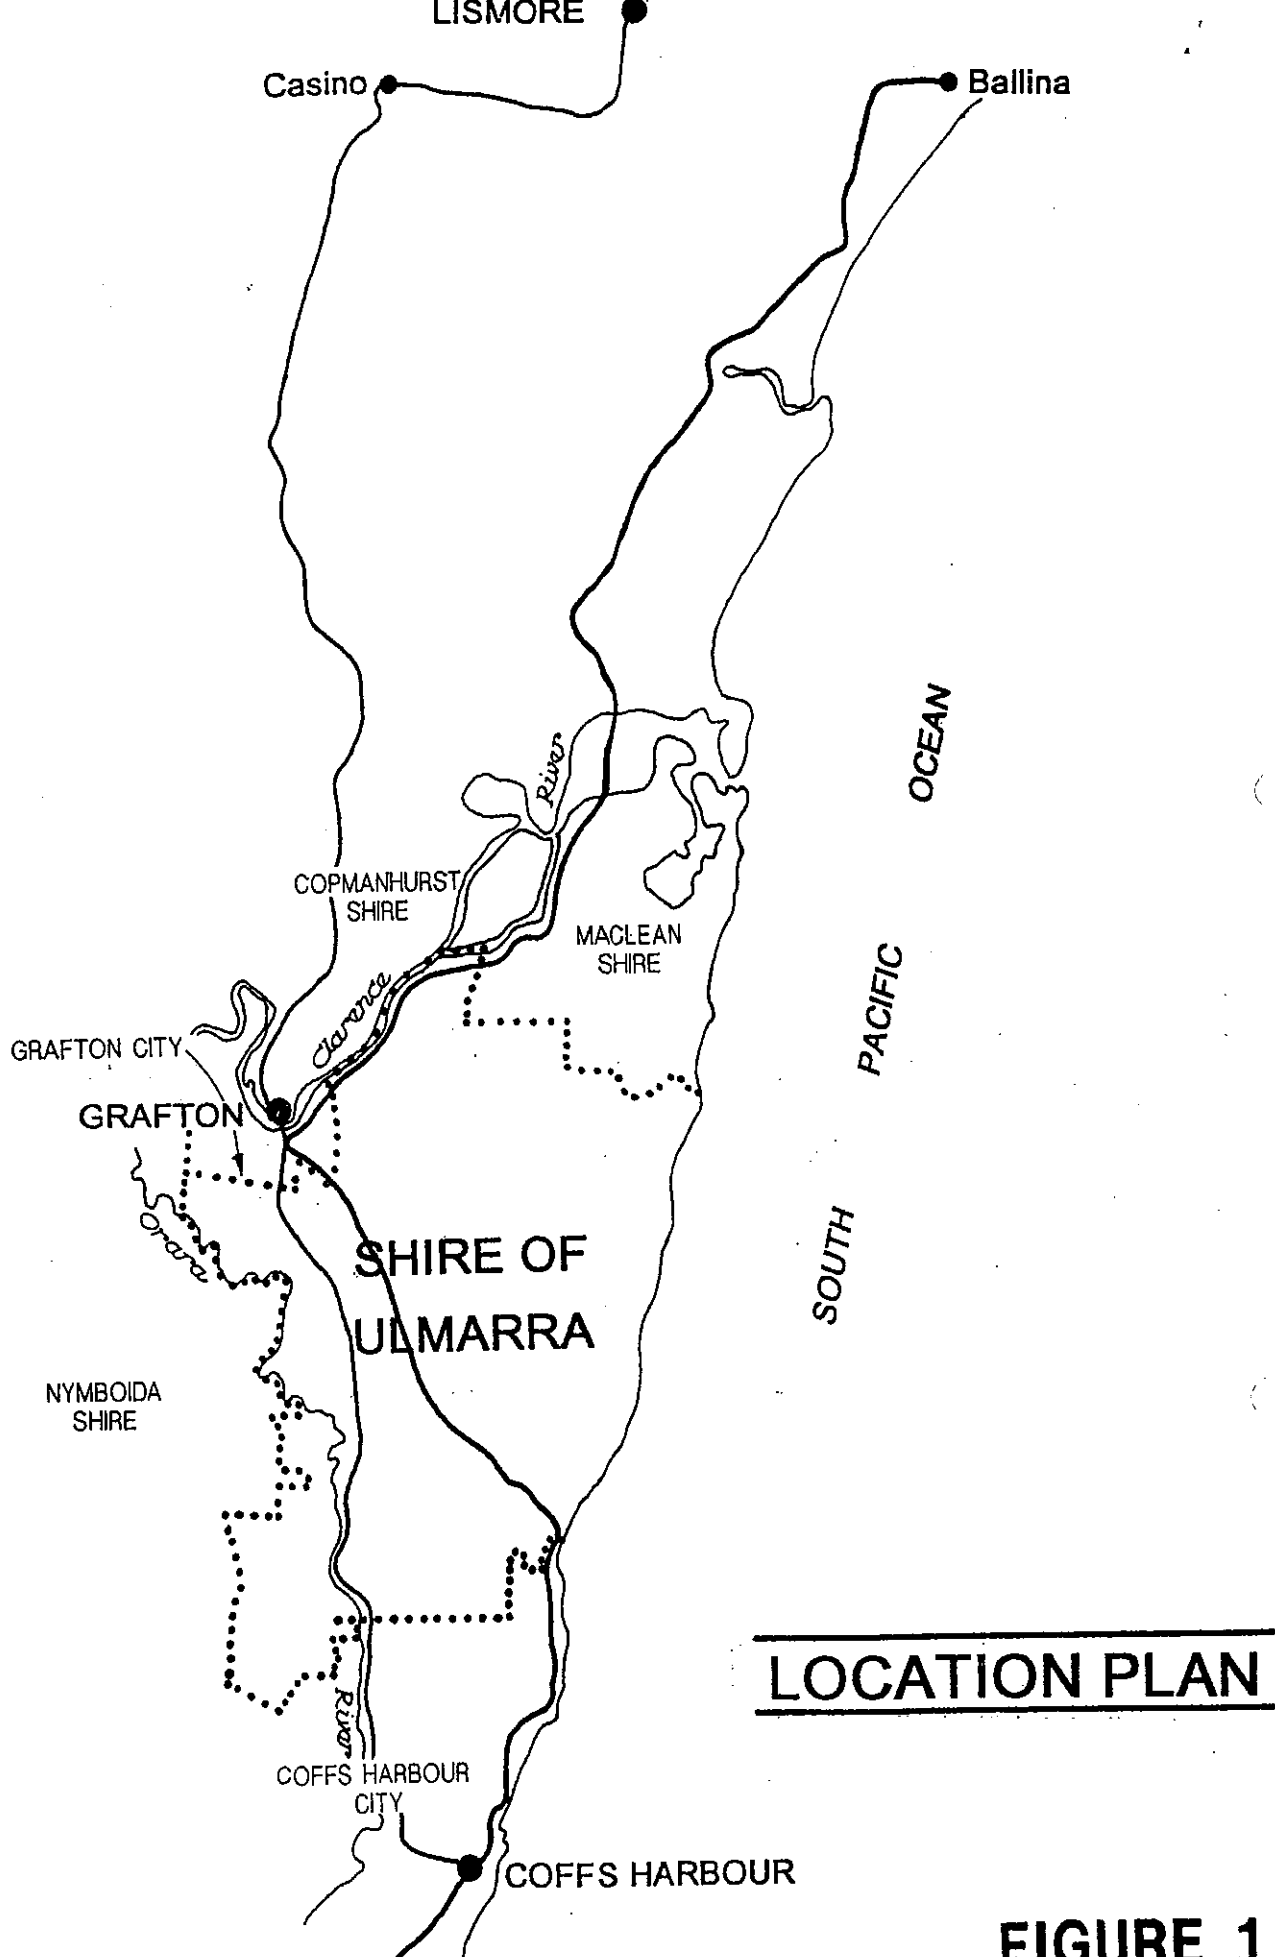 LISMORE
Casino
Ballina
OCEAN
River
COPMANHURST
SHIRE
MACLEAN
SHIRE
PACIFIC
Clarence
GRAFTON CITY
GRAFTON
Orara
SOUTH
SHIRE OF
ULMARRA
NYMBOIDA
SHIRE
LOCATION PLAN
River
COFFS HARBOUR
CITY
COFFS HARBOUR
FIGURE 1